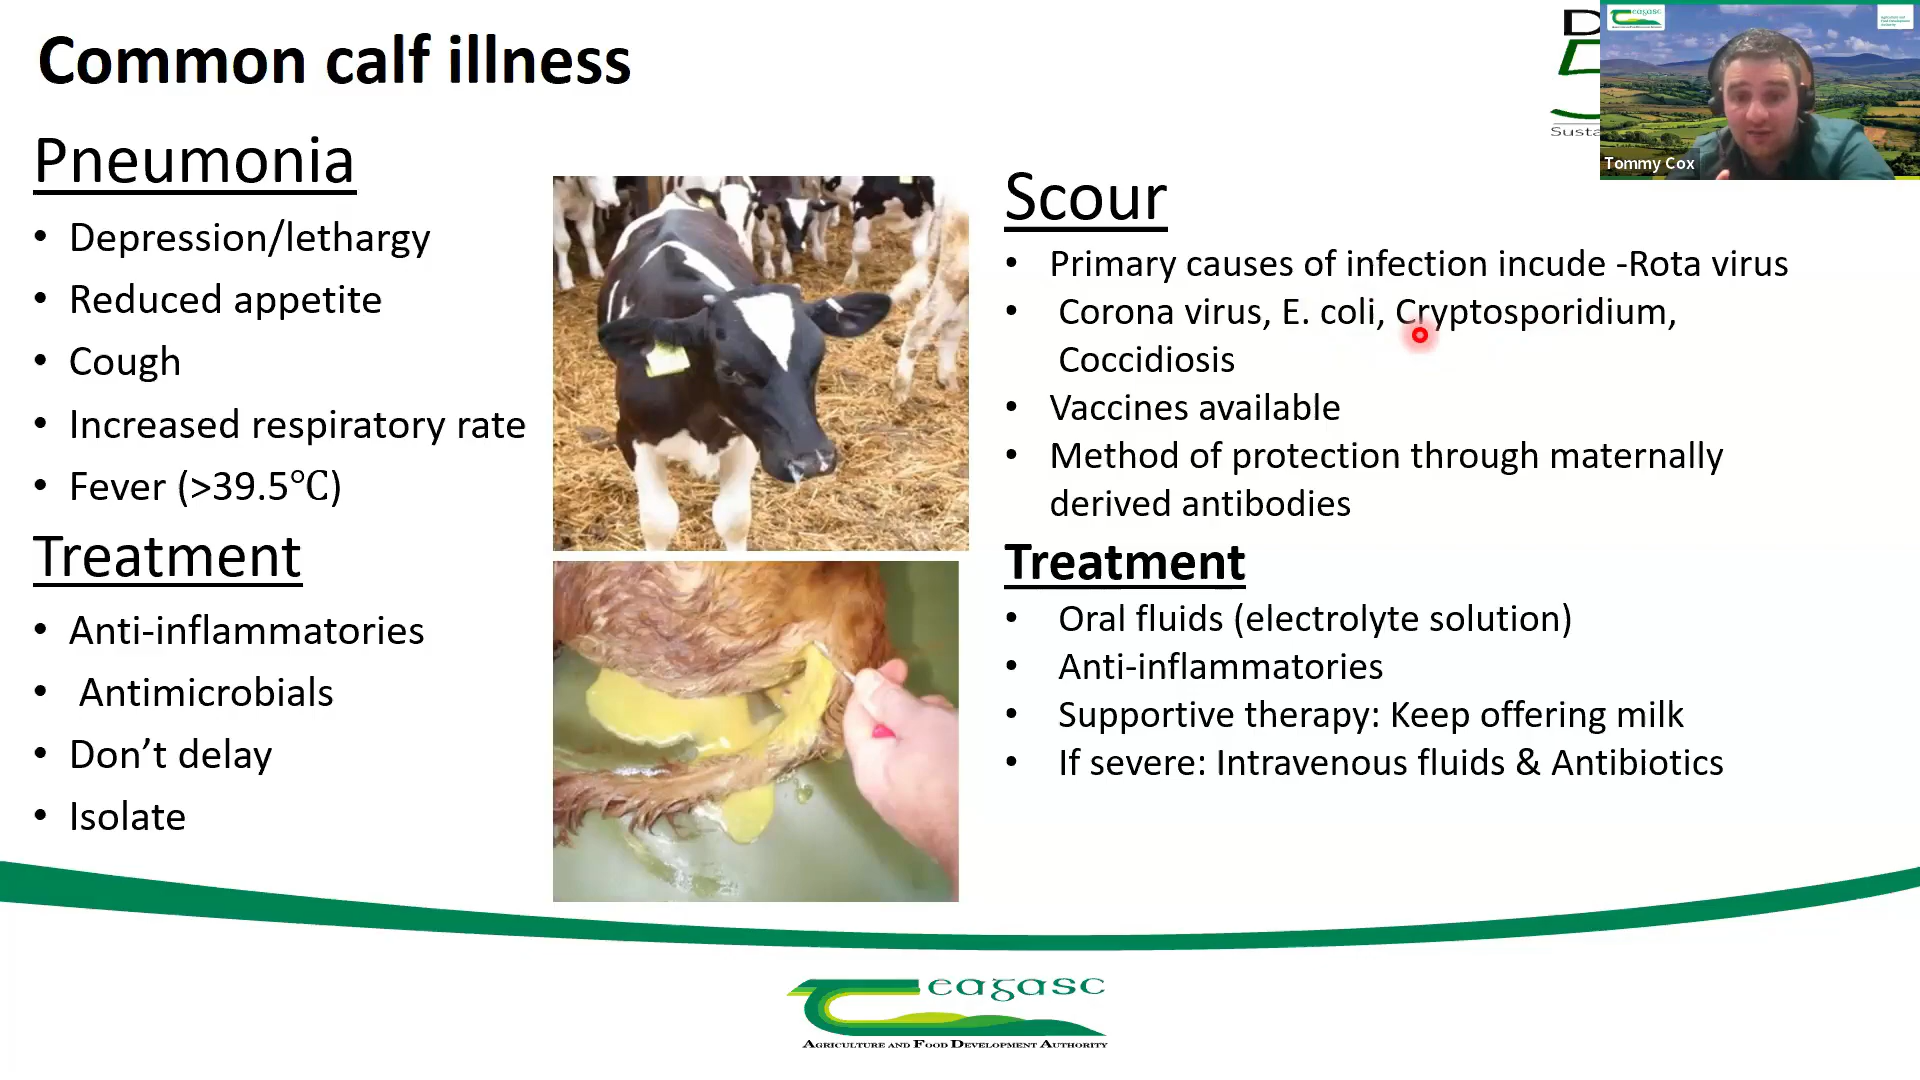 Common calf illness
Pneumonia
• Depression/lethargy
• Reduced appetite
• Cough
• Increased respiratory rate
• Fever (>39.5℃)
Treatment
• Anti-inflammatories
• Antimicrobials
• Don’t delay
• Isolate
Scour
• Primary causes of infection incude -Rota virus
• Corona virus, E. coli, Cryptosporidium,
Coccidiosis
• Vaccines available
• Method of protection through maternally
derived antibodies
Treatment
• Oral fluids (electrolyte solution)
• Anti-inflammatories
• Supportive therapy: Keep offering milk
• If severe: Intravenous fluids & Antibiotics
Teagasc
Tommy Cox
Teagasc
AGRICULTURE AND FOOD DEVELOPMENT AUTHORITY